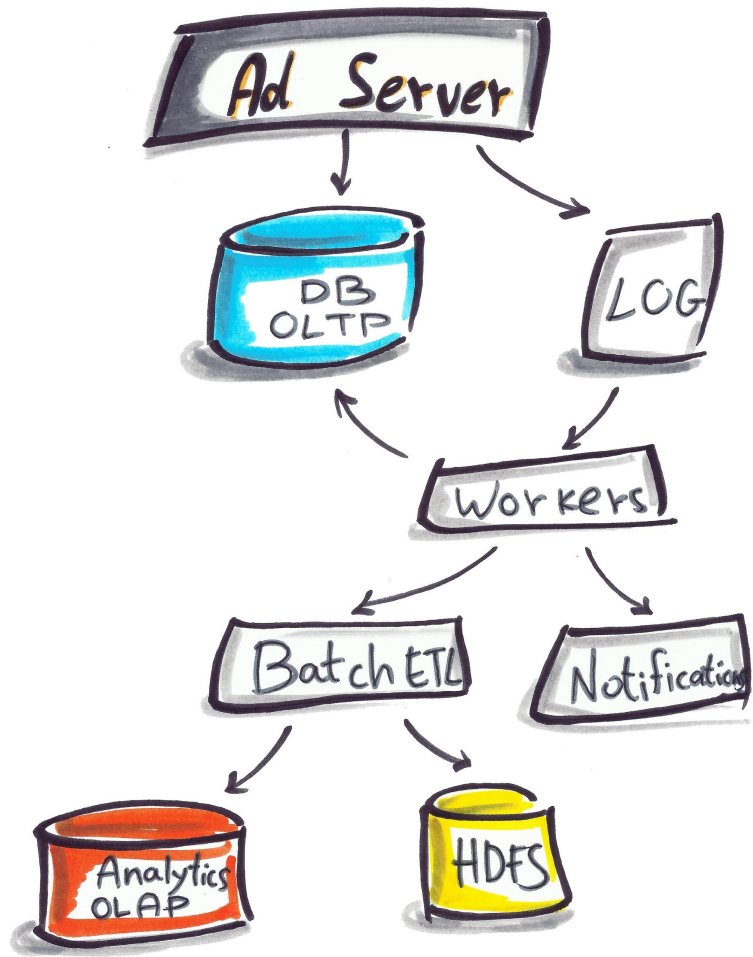 Ad Server
DB
OLTP
LOG
Workers
Batch ETL
Notifications
Analytics
OLAP
HDFS